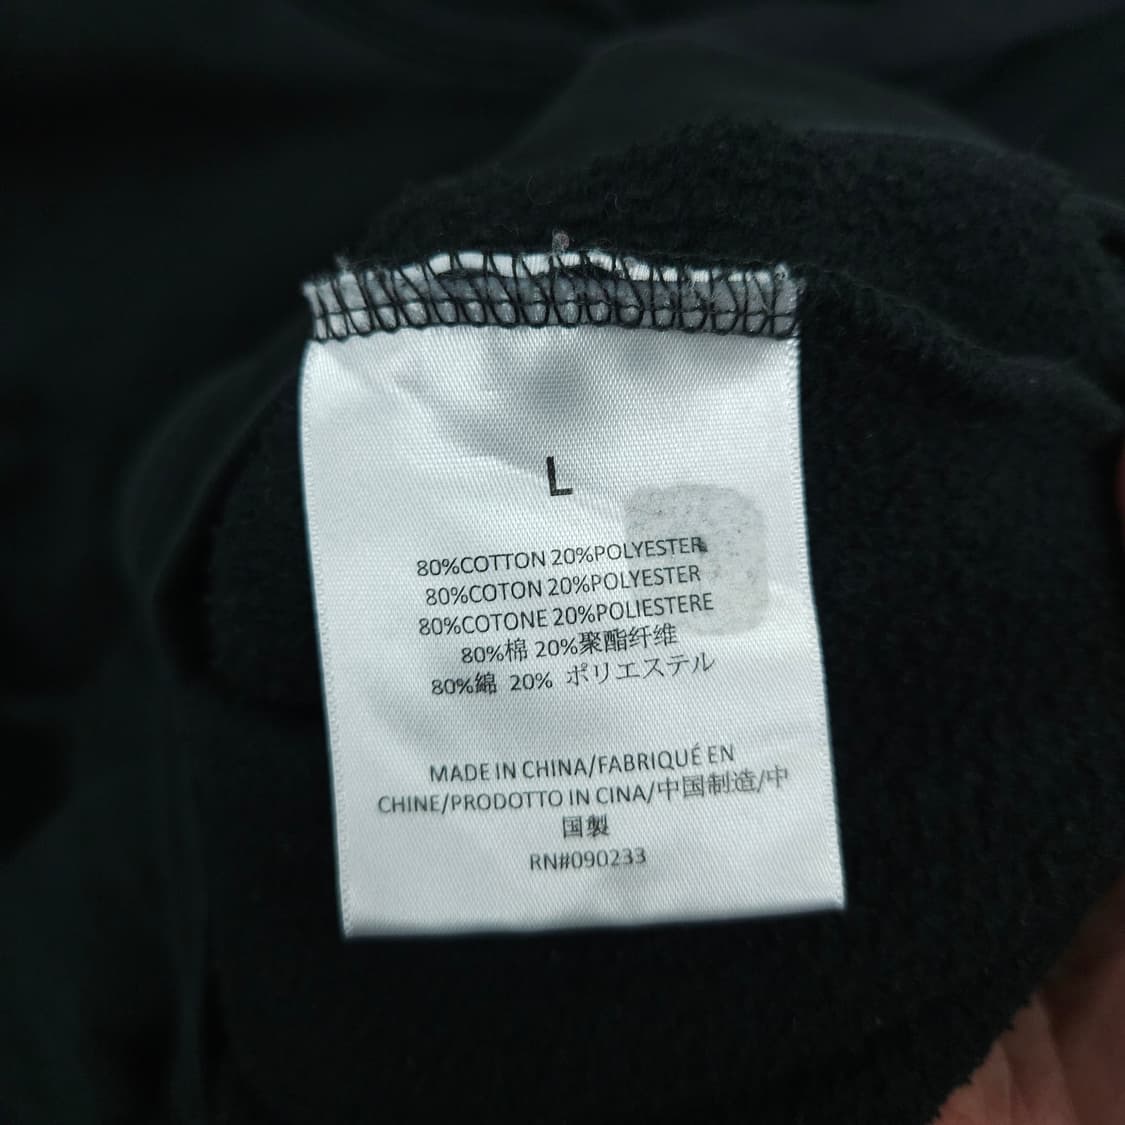 L
80%COTTON 20%POLYESTER
80%COTON 20%POLYESTER
80%COTONE 20%POLIESTERE
80%棉 20%聚酯纤维
80%綿 20% ポリエステル
MADE IN CHINA/FABRIQUÉ EN
CHINE/PRODOTTO IN CINA/中国制造/中
国製
RN#090233